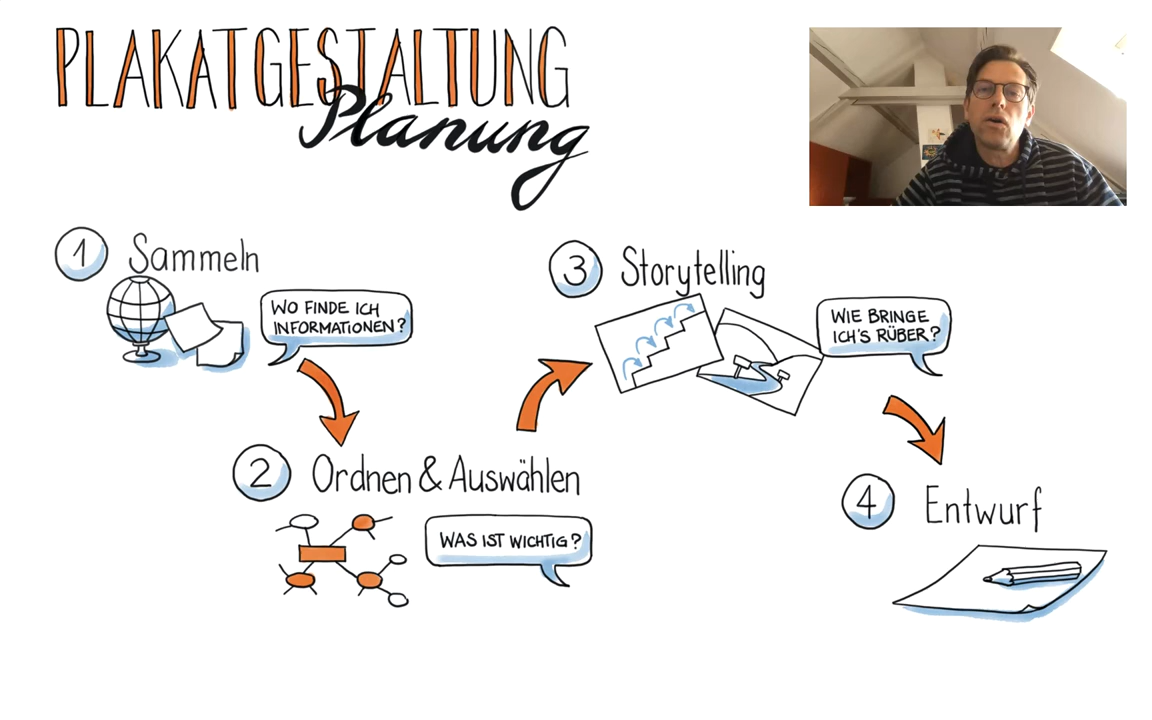 PLAKATGESTALTUNG
Planung
1 Sammeln
WO FINDE ICH
INFORMATIONEN?
2 Ordnen & Auswählen
WAS IST WICHTIG?
3 Storytelling
WIE BRINGE
ICH'S RÜBER?
4 Entwurf